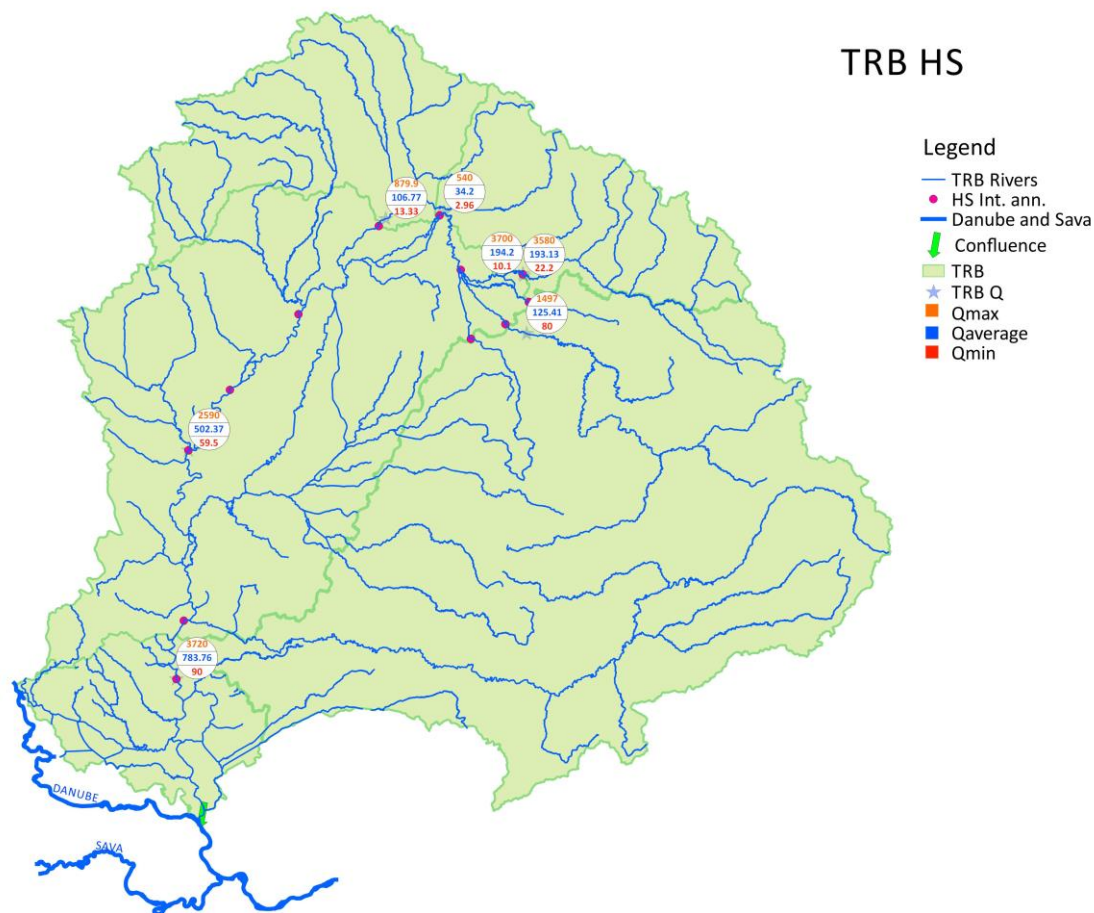 TRB HS
Legend
TRB Rivers
HS Int. ann.
Danube and Sava
Confluence
TRB
TRB Q
Qmax
Qaverage
Qmin
879.9
106.77
13.33
540
34.2
2.96
3700
194.2
10.1
3580
193.13
22.2
1497
125.41
80
2590
502.37
59.5
3720
783.76
90
DANUBE
SAVA